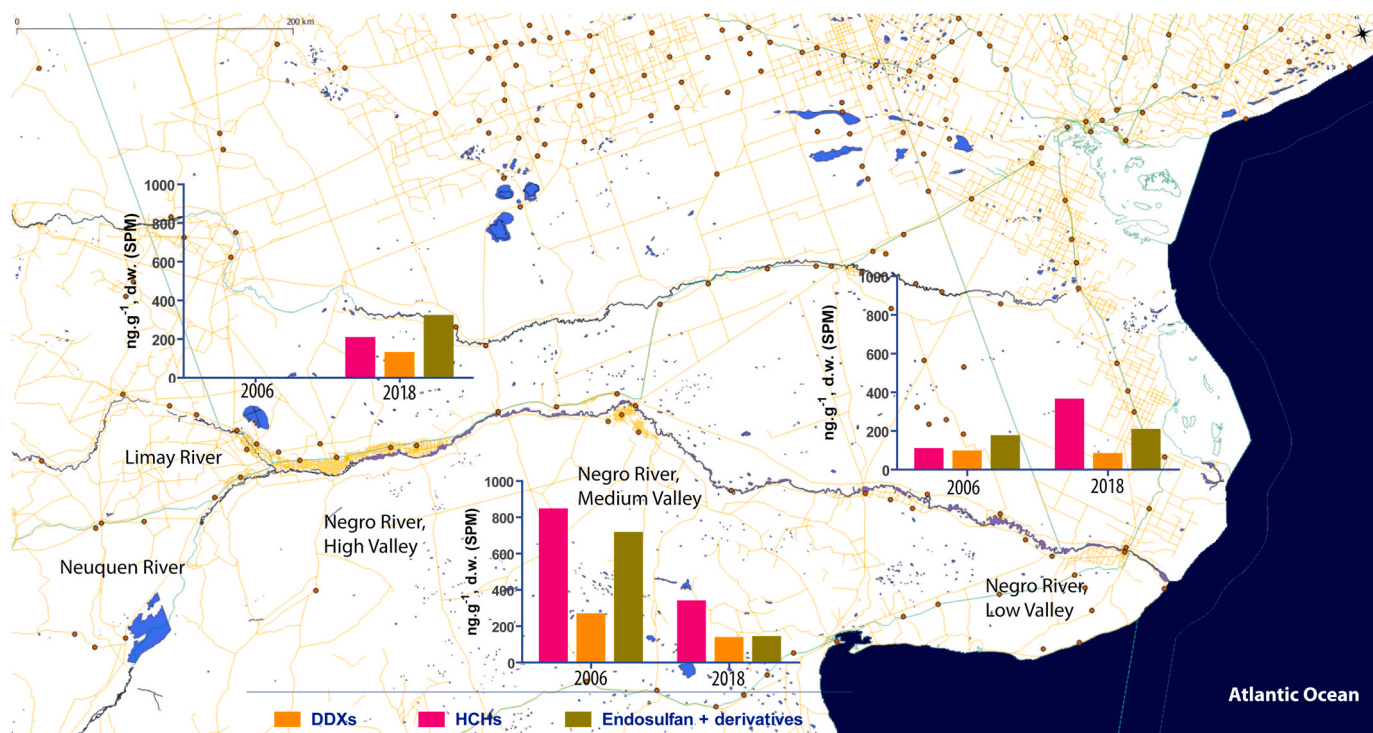 0
200 km
1000
800
600
400
200
0
ng.g⁻¹, d.w. (SPM)
2006
2018
1000
800
600
400
200
0
ng.g⁻¹, d.w. (SPM)
2006
2018
Limay River
Neuquen River
Negro River,
High Valley
Negro River,
Medium Valley
1000
800
600
400
200
0
ng.g⁻¹, d.w. (SPM)
2006
2018
Negro River,
Low Valley
Atlantic Ocean
DDXs
HCHs
Endosulfan + derivatives